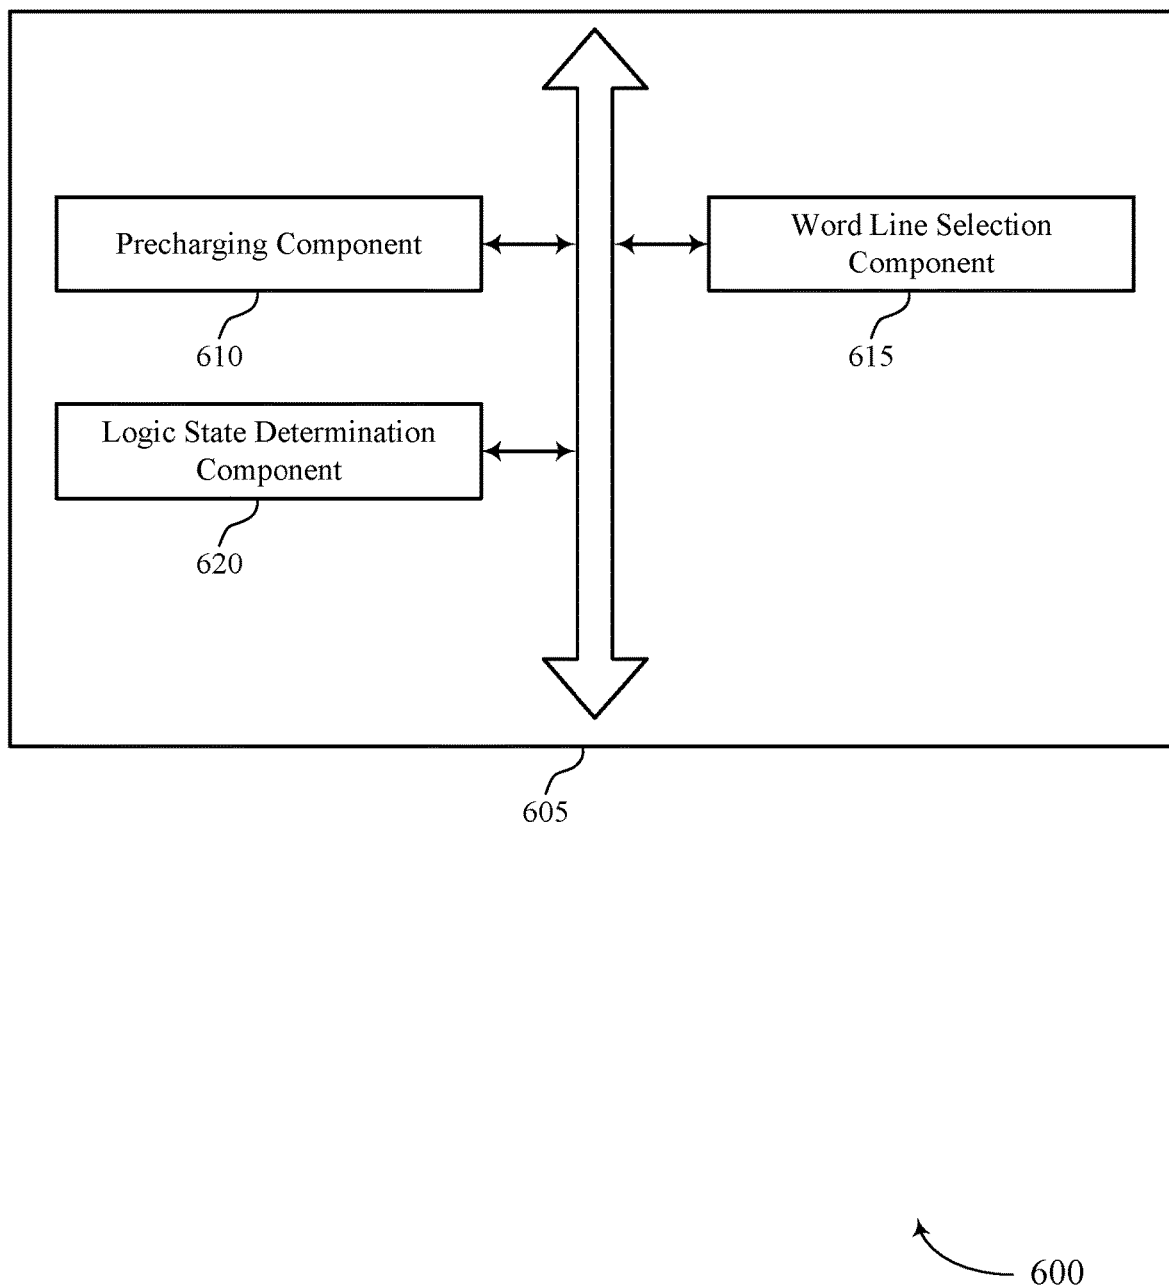 Precharging Component
Word Line Selection
Component
610
615
Logic State Determination
Component
620
605
600